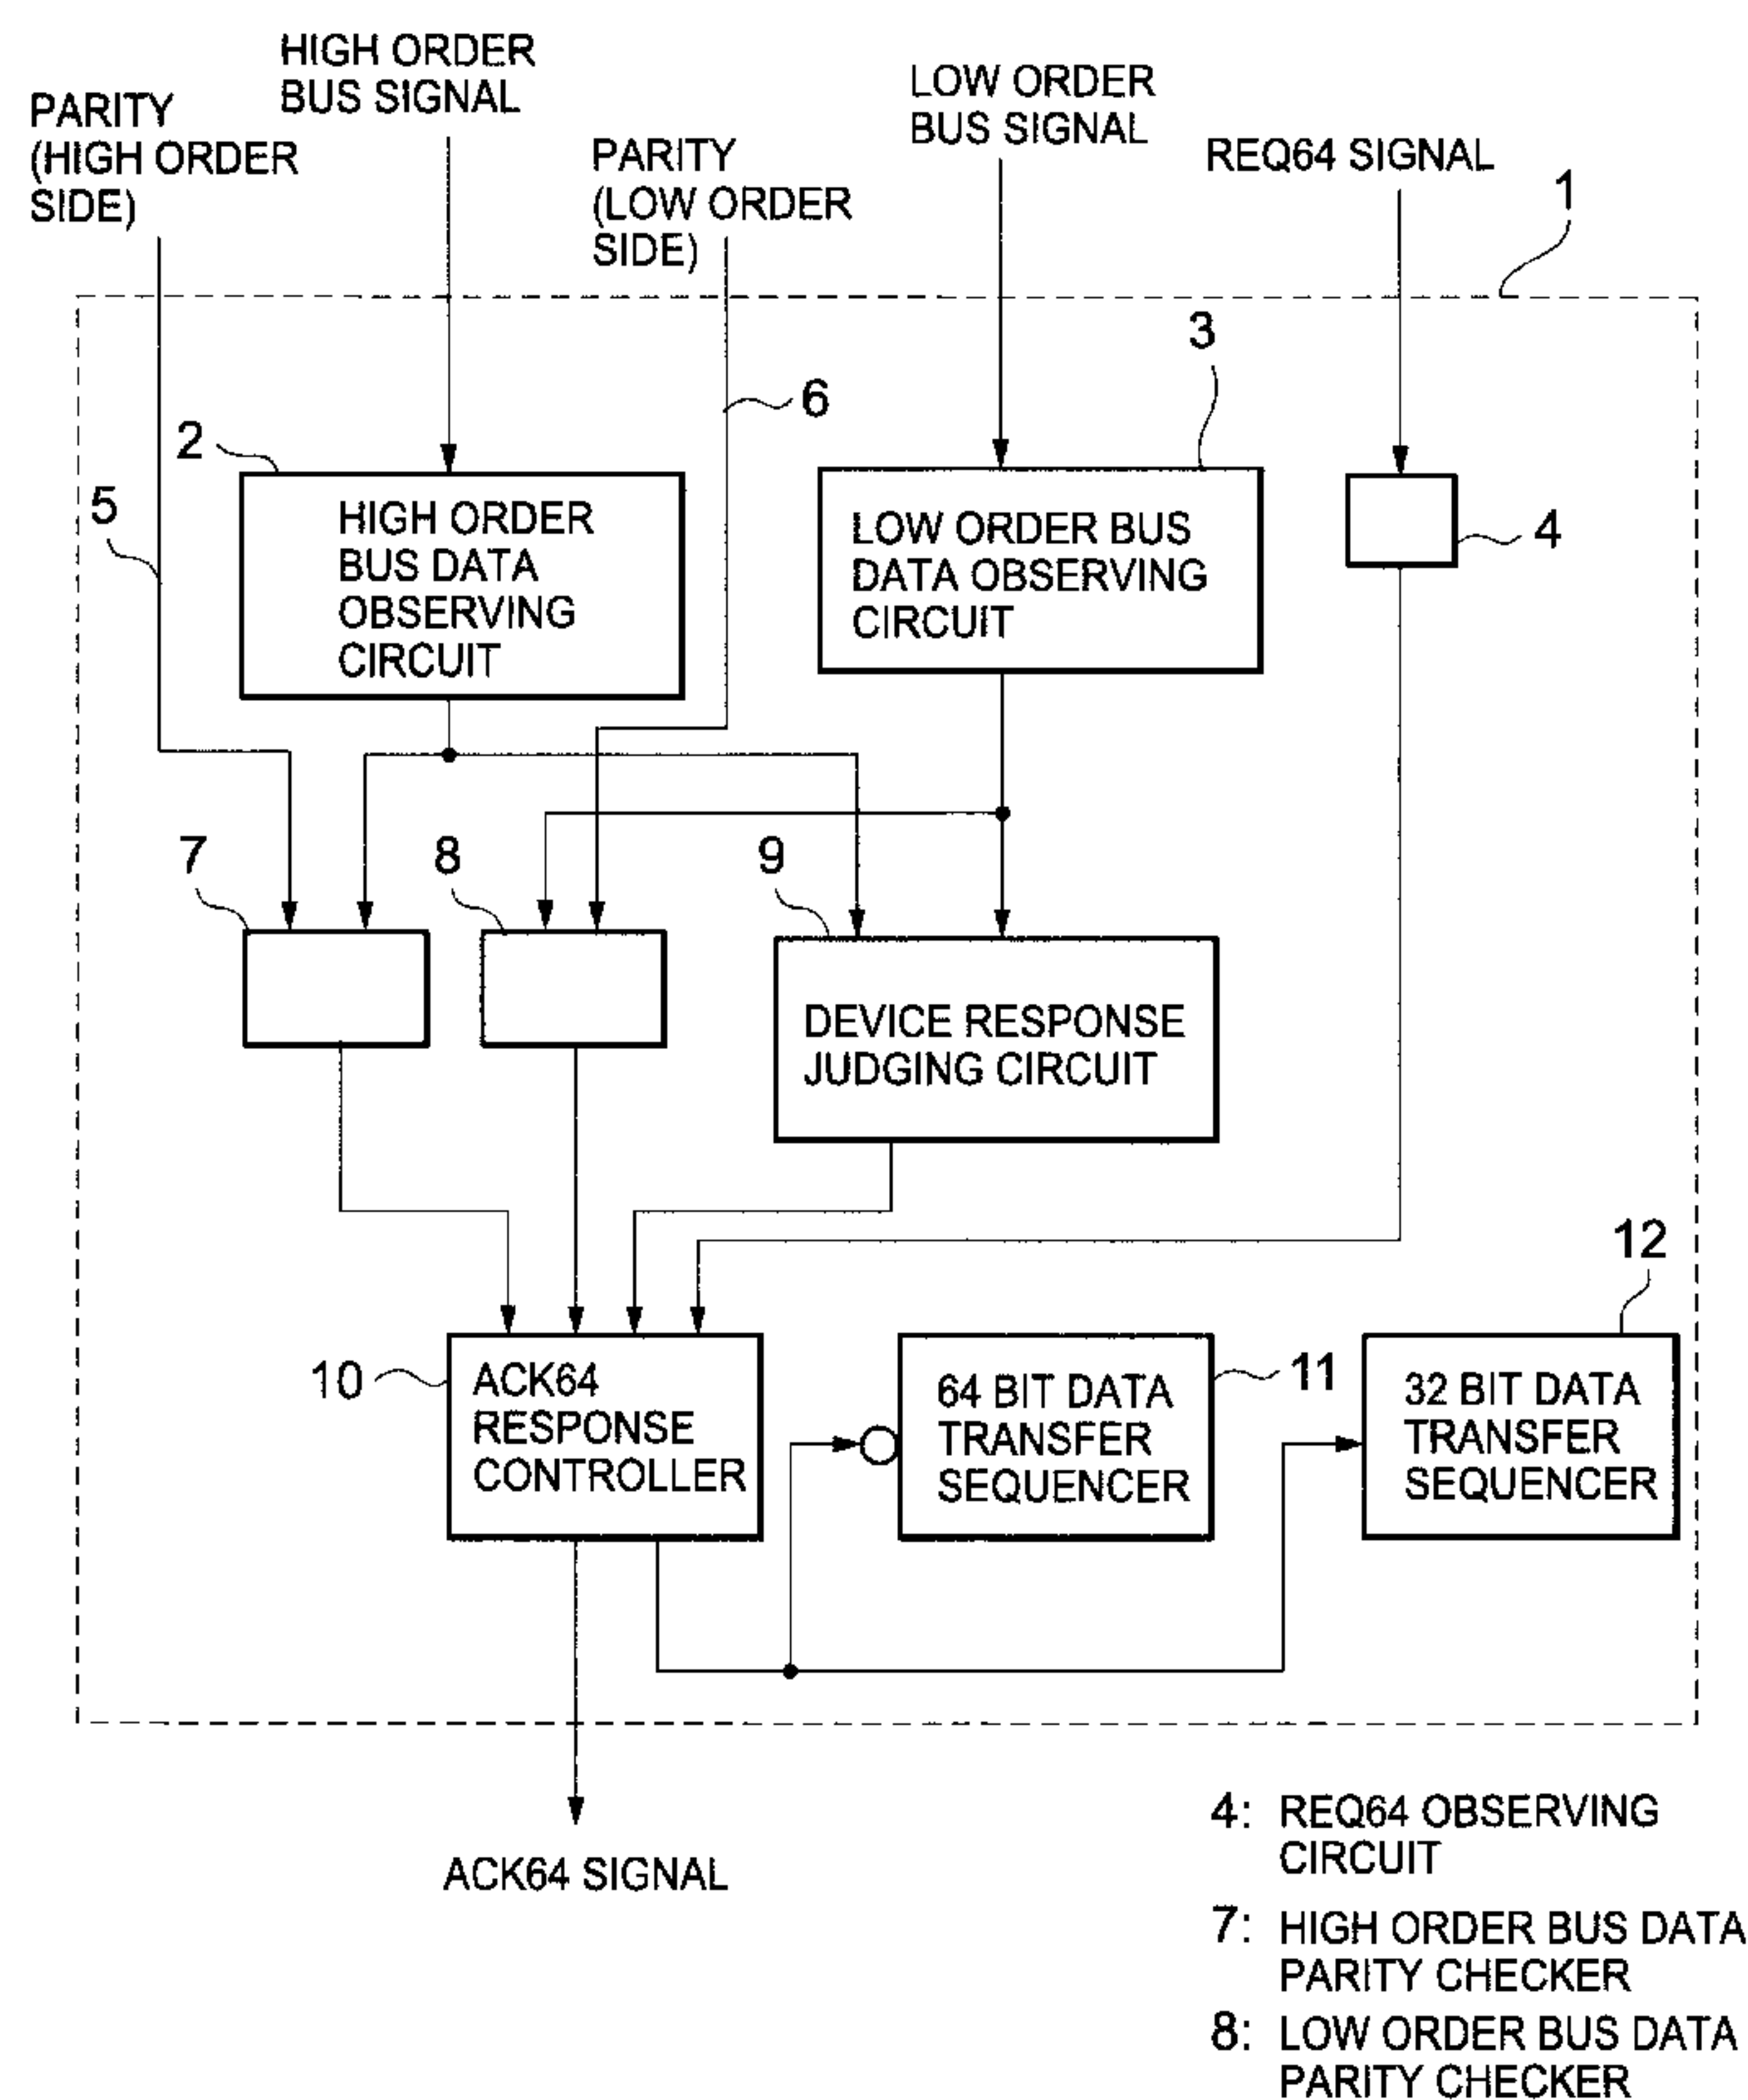 HIGH ORDER
BUS SIGNAL
PARITY
(HIGH ORDER
SIDE)
PARITY
(LOW ORDER
SIDE)
LOW ORDER
BUS SIGNAL
REQ64 SIGNAL
1
3
6
2
5
HIGH ORDER
BUS DATA
OBSERVING
CIRCUIT
LOW ORDER BUS
DATA OBSERVING
CIRCUIT
4
7
8
9
DEVICE RESPONSE
JUDGING CIRCUIT
12
10
ACK64
RESPONSE
CONTROLLER
64 BIT DATA
TRANSFER
SEQUENCER
11
32 BIT DATA
TRANSFER
SEQUENCER
ACK64 SIGNAL
4: REQ64 OBSERVING
CIRCUIT
7: HIGH ORDER BUS DATA
PARITY CHECKER
8: LOW ORDER BUS DATA
PARITY CHECKER